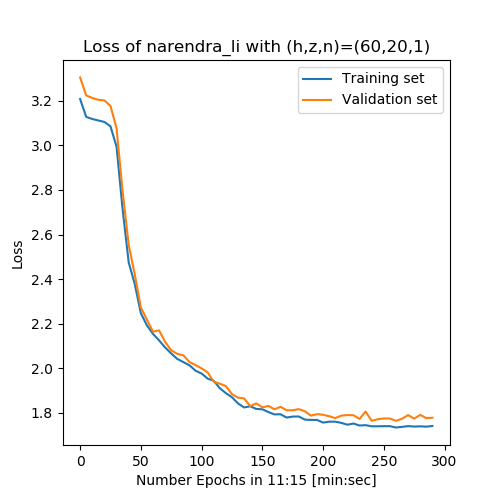 Loss of narendra_li with (h,z,n)=(60,20,1)
Training set
Validation set
Loss
3.2
3.0
2.8
2.6
2.4
2.2
2.0
1.8
0 50 100 150 200 250 300
Number Epochs in 11:15 [min:sec]